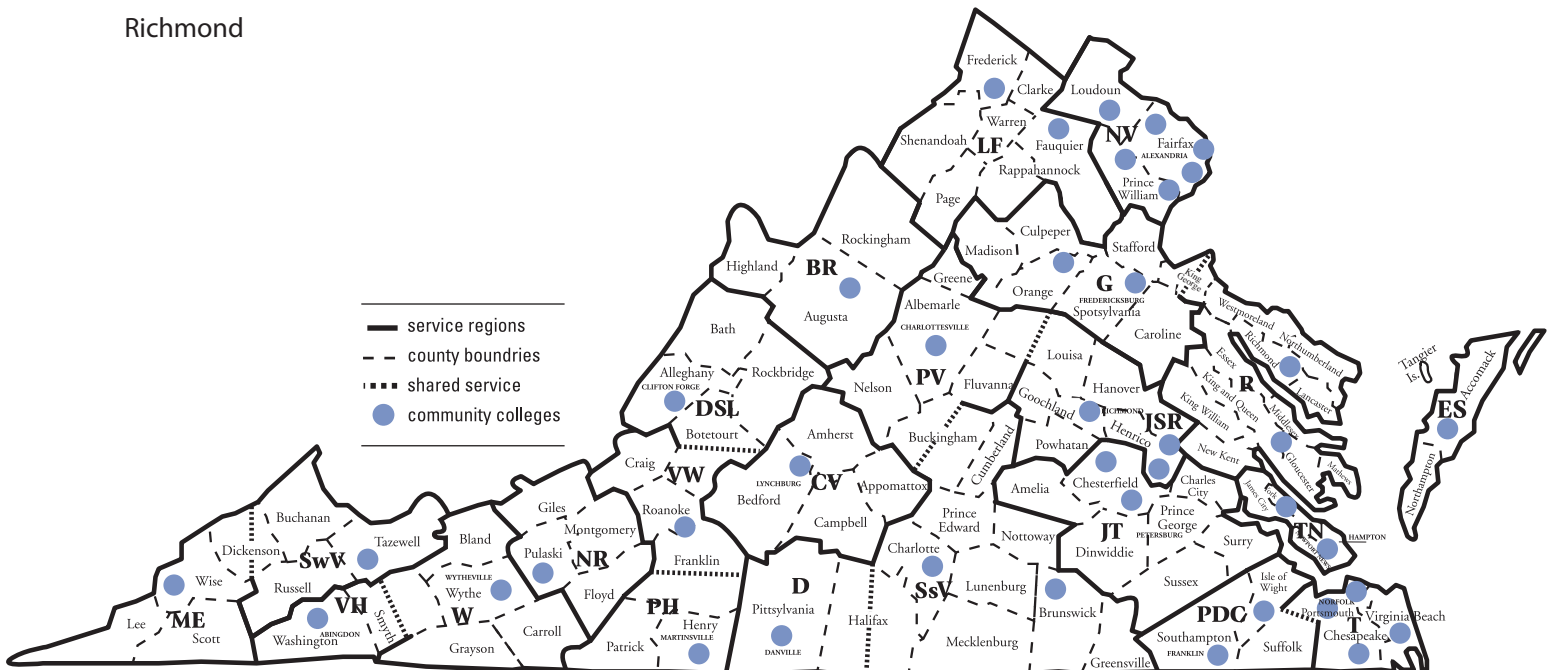 Richmond
service regions
county boundries
shared service
community colleges
Frederick
Clarke
Loudoun
Warren
Shenandoah
LF
Fauquier
NV
Fairfax
ALEXANDRIA
Rappahannock
Prince
William
Page
Rockingham
Culpeper
Madison
Stafford
Highland
BR
Greene
Orange
G
King
George
FREDERICKSBURG
Spotsylvania
Augusta
Albemarle
CHARLOTTESVILLE
Westmoreland
Bath
Caroline
Richmond
Northumberland
Essex
Louisa
Alleghany
CLIFTON FORGE
Rockbridge
DSL
Nelson
PV
Fluvanna
Hanover
R
King and Queen
Lancaster
King William
Middlesex
Goochland
RICHMOND
JSR
Henrico
Tangier
Is.
Accomack
ES
Northampton
Botetourt
Amherst
Buckingham
Cumberland
Powhatan
New Kent
Gloucester
Mathews
Craig
VW
LYNCHBURG
CV
Bedford
Appomattox
Amelia
Chesterfield
Charles
City
James City
York
Buchanan
Giles
Roanoke
Campbell
Prince
Edward
Nottoway
JT
Prince
George
PETERSBURG
TN
HAMPTON
NEWPORT NEWS
Dickenson
SwV
Tazewell
Bland
Montgomery
Pulaski
NR
Franklin
Charlotte
Dinwiddie
Surry
Wise
Russell
WYTHEVILLE
Wythe
Floyd
D
SsV
Lunenburg
Sussex
Isle of
Wight
Lee
ME
Scott
VH
Smyth
ABINGDON
Washington
W
Carroll
Grayson
PH
Henry
MARTINSVILLE
Patrick
Pittsylvania
DANVILLE
Halifax
Mecklenburg
Brunswick
Greensville
PDC
Southampton
FRANKLIN
Suffolk
NORFOLK
Portsmouth
T
Virginia Beach
Chesapeake